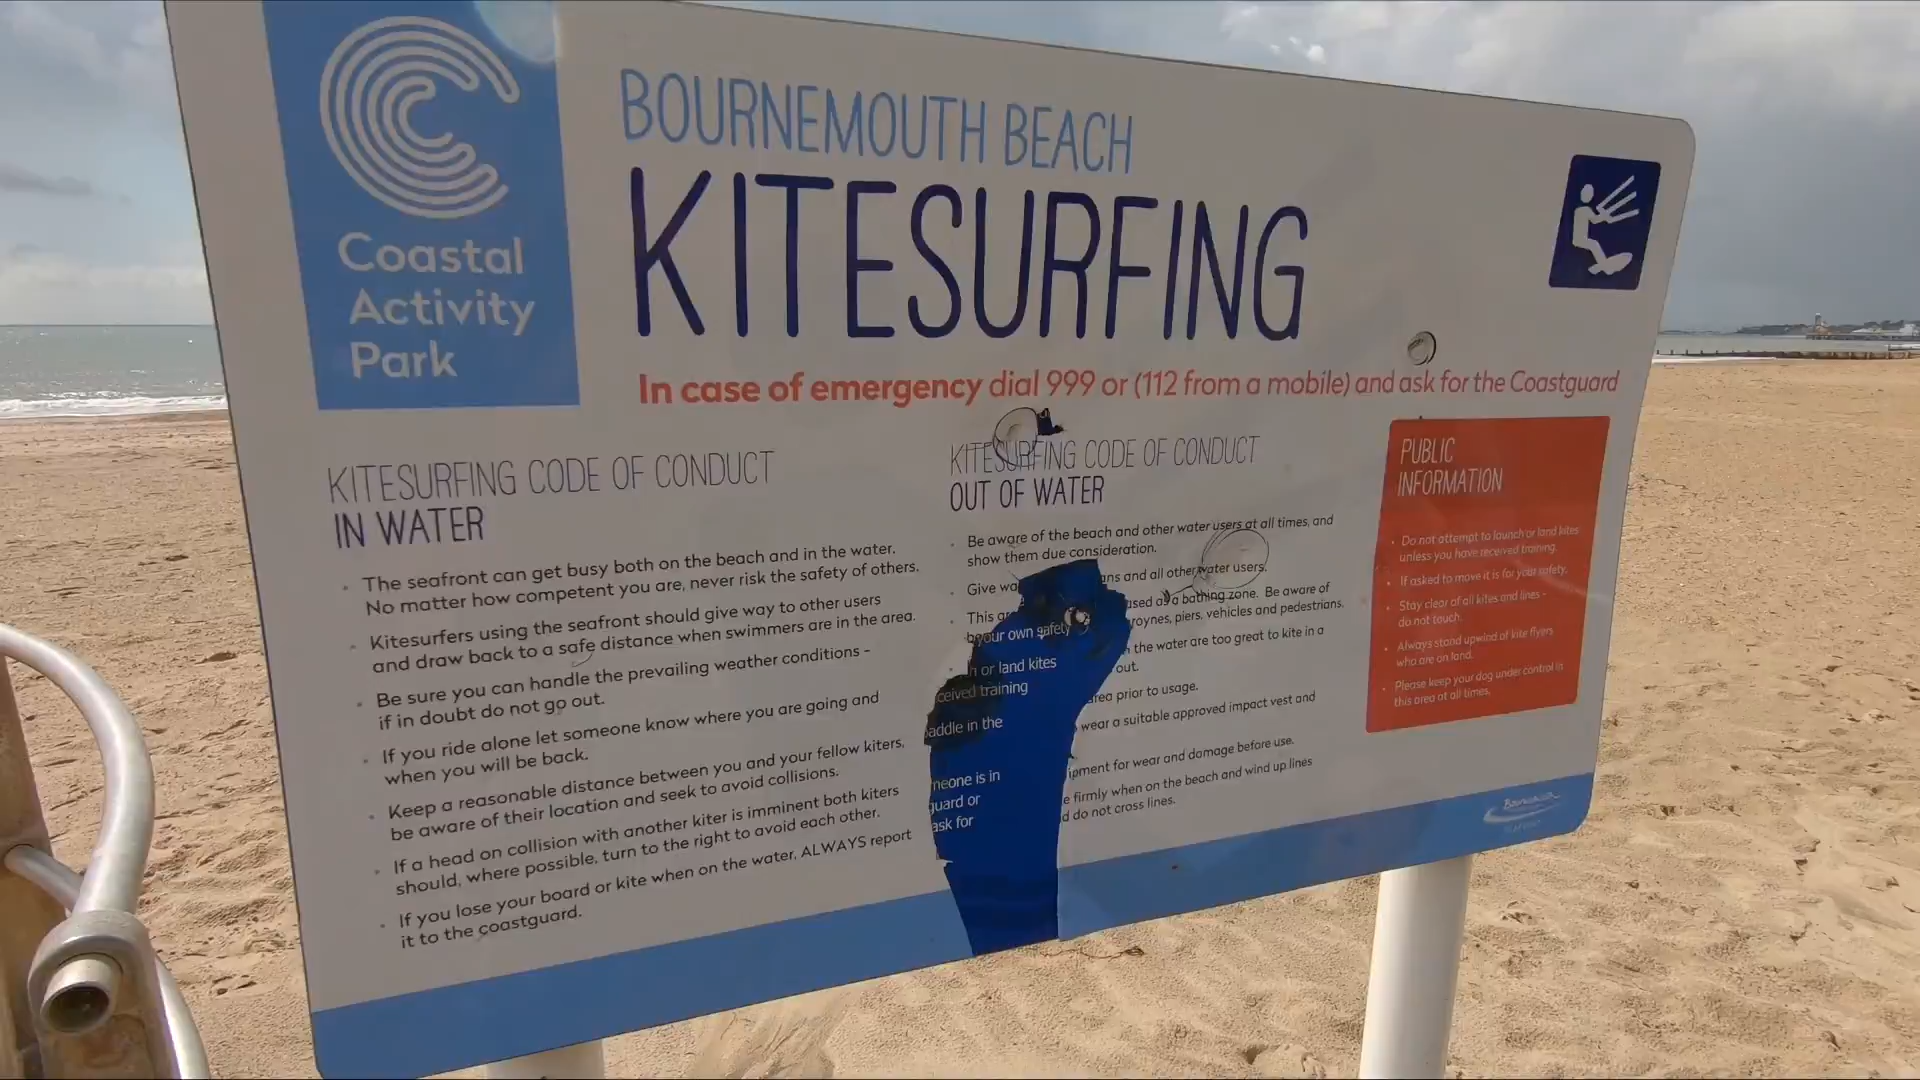 Coastal
Activity
Park
BOURNEMOUTH BEACH
KITESURFING
In case of emergency dial 999 or (112 from a mobile) and ask for the Coastguard
KITESURFING CODE OF CONDUCT
IN WATER
The seafront can get busy both on the beach and in the water.
No matter how competent you are, never risk the safety of others.
Kitesurfers using the seafront should give way to other users
and draw back to a safe distance when swimmers are in the area.
Be sure you can handle the prevailing weather conditions -
if in doubt do not go out.
If you ride alone let someone know where you are going and
when you will be back.
Keep a reasonable distance between you and your fellow kiters,
be aware of their location and seek to avoid collisions.
If a head on collision with another kiter is imminent both kiters
should, where possible, turn to the right to avoid each other.
If you lose your board or kite when on the water, ALWAYS report
it to the coastguard.
KITESURFING CODE OF CONDUCT
OUT OF WATER
Be aware of the beach and other water users at all times, and
show them due consideration.
Give wa ans and all other water users.
This ar used as a bathing zone. Be aware of
roynes, piers, vehicles and pedestrians.
n the water are too great to kite in a
out.
area prior to usage.
wear a suitable approved impact vest and
ipment for wear and damage before use.
e firmly when on the beach and wind up lines
d do not cross lines.
your own safety
h or land kites
ceived training
addle in the
meone is in
guard or
ask for
PUBLIC
INFORMATION
Do not attempt to launch or land kites
unless you have received training.
If asked to move it is for your safety.
Stay clear of all kites and lines -
do not touch.
Always stand upwind of kite flyers
who are on land.
Please keep your dog under control in
this area at all times.